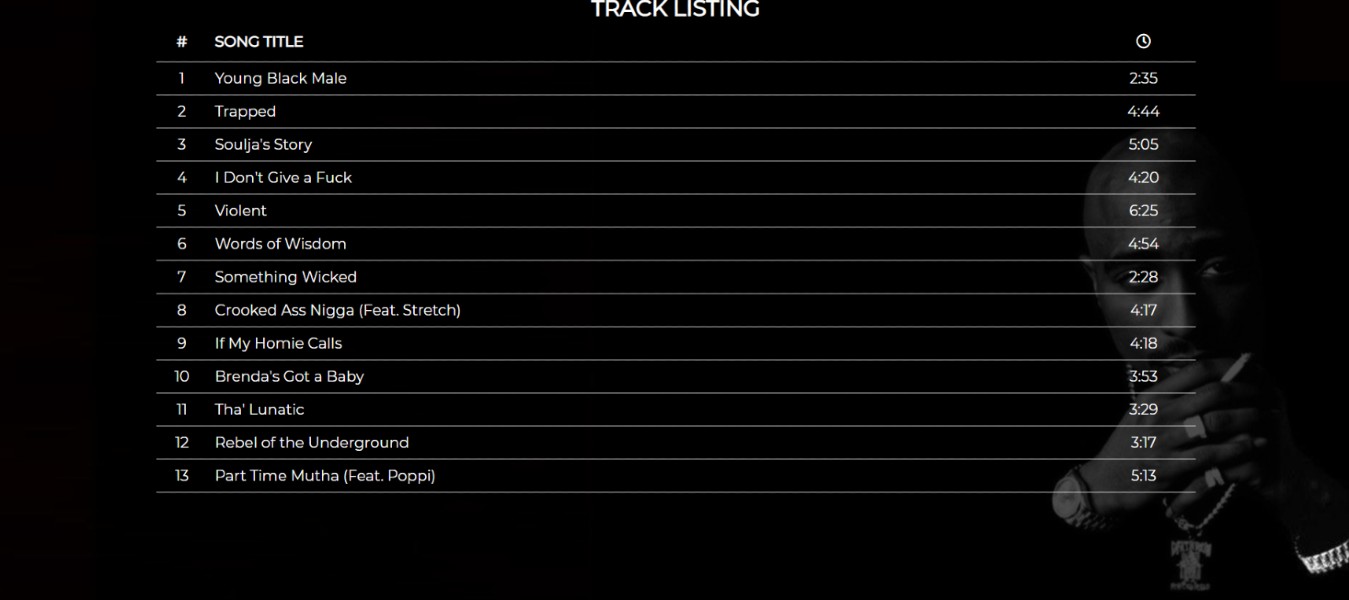 TRACK LISTING
# SONG TITLE
1 Young Black Male 2:35
2 Trapped 4:44
3 Soulja's Story 5:05
4 I Don't Give a Fuck 4:20
5 Violent 6:25
6 Words of Wisdom 4:54
7 Something Wicked 2:28
8 Crooked Ass Nigga (Feat. Stretch) 4:17
9 If My Homie Calls 4:18
10 Brenda's Got a Baby 3:53
11 Tha' Lunatic 3:29
12 Rebel of the Underground 3:17
13 Part Time Mutha (Feat. Poppi) 5:13